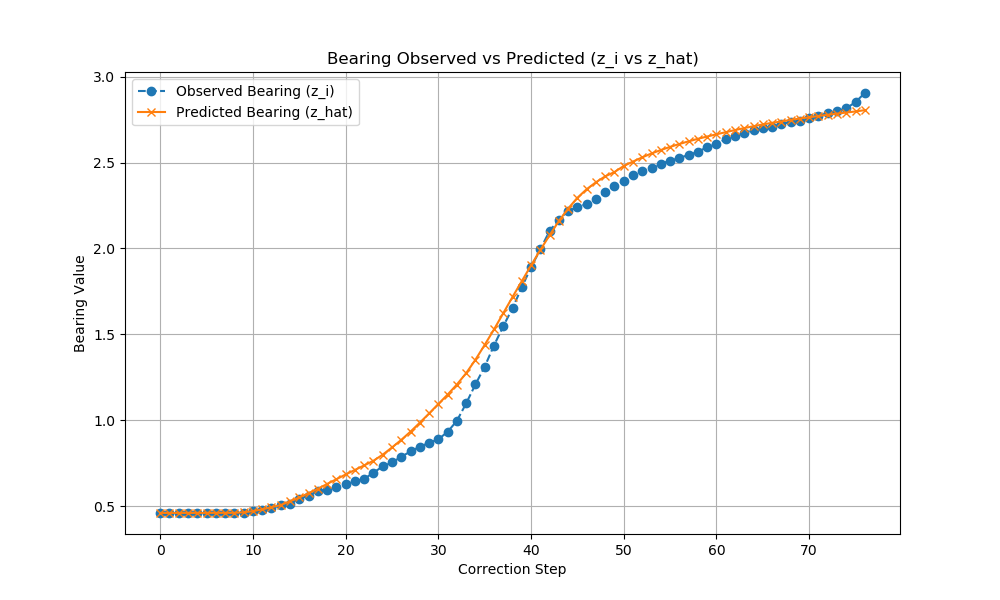 Bearing Observed vs Predicted (z_i vs z_hat)
Observed Bearing (z_i)
Predicted Bearing (z_hat)
Bearing Value
3.0
2.5
2.0
1.5
1.0
0.5
0 10 20 30 40 50 60 70
Correction Step